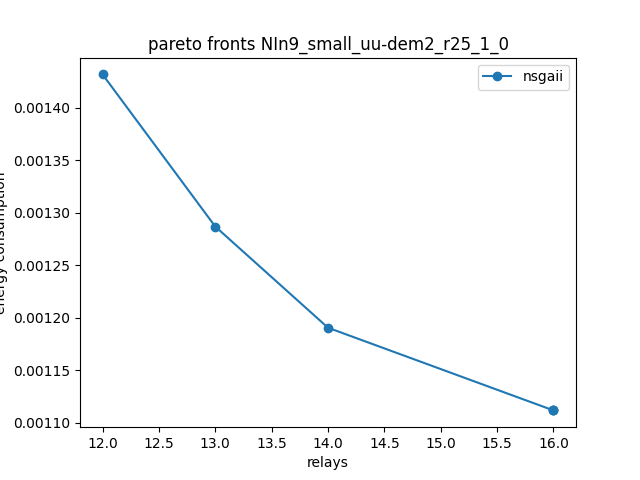 pareto fronts NIn9_small_uu-dem2_r25_1_0
nsgaii
0.00140
0.00135
0.00130
0.00125
0.00120
0.00115
0.00110
energy consumption
12.0 12.5 13.0 13.5 14.0 14.5 15.0 15.5 16.0
relays